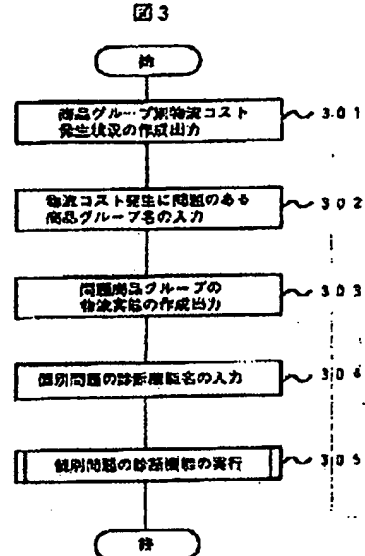 図3
始
商品グループ別物流コスト
発生状況の作成出力
301
物流コスト発生に問題のある
商品グループ名の入力
302
問題商品グループの
物流実態の作成出力
303
個別問題の診断機能名の入力
304
個別問題の診断機能の実行
305
終